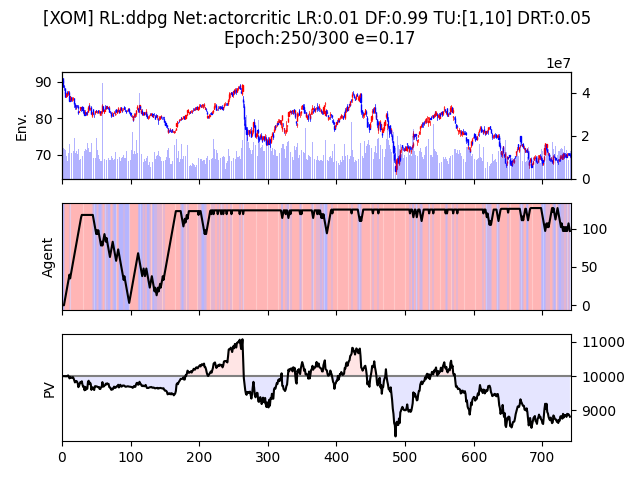 [XOM] RL:ddpg Net:actorcritic LR:0.01 DF:0.99 TU:[1,10] DRT:0.05
Epoch:250/300 e=0.17
1e7
Env.
90
80
70
4
2
0
Agent
100
50
0
PV
11000
10000
9000
0 100 200 300 400 500 600 700